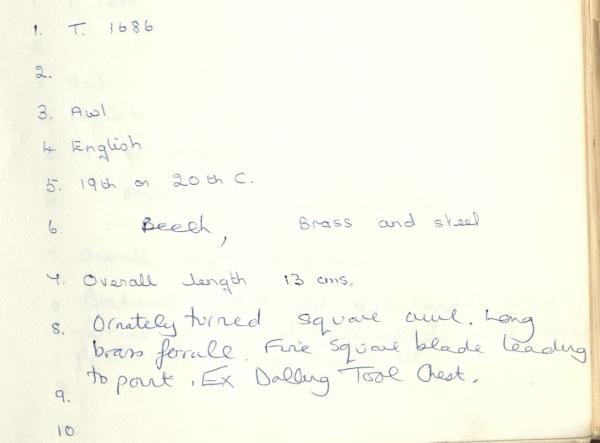 1. T. 1686
2.
3. Awl
4. English
5. 19th or 20th C.
6. Beech, Brass and steel
7. Overall length 13 cms.
8. Ornately turned square awl. Long
brass ferule. Fine square blade leading
to point. Ex Dalling Tool Chest.
9.
10